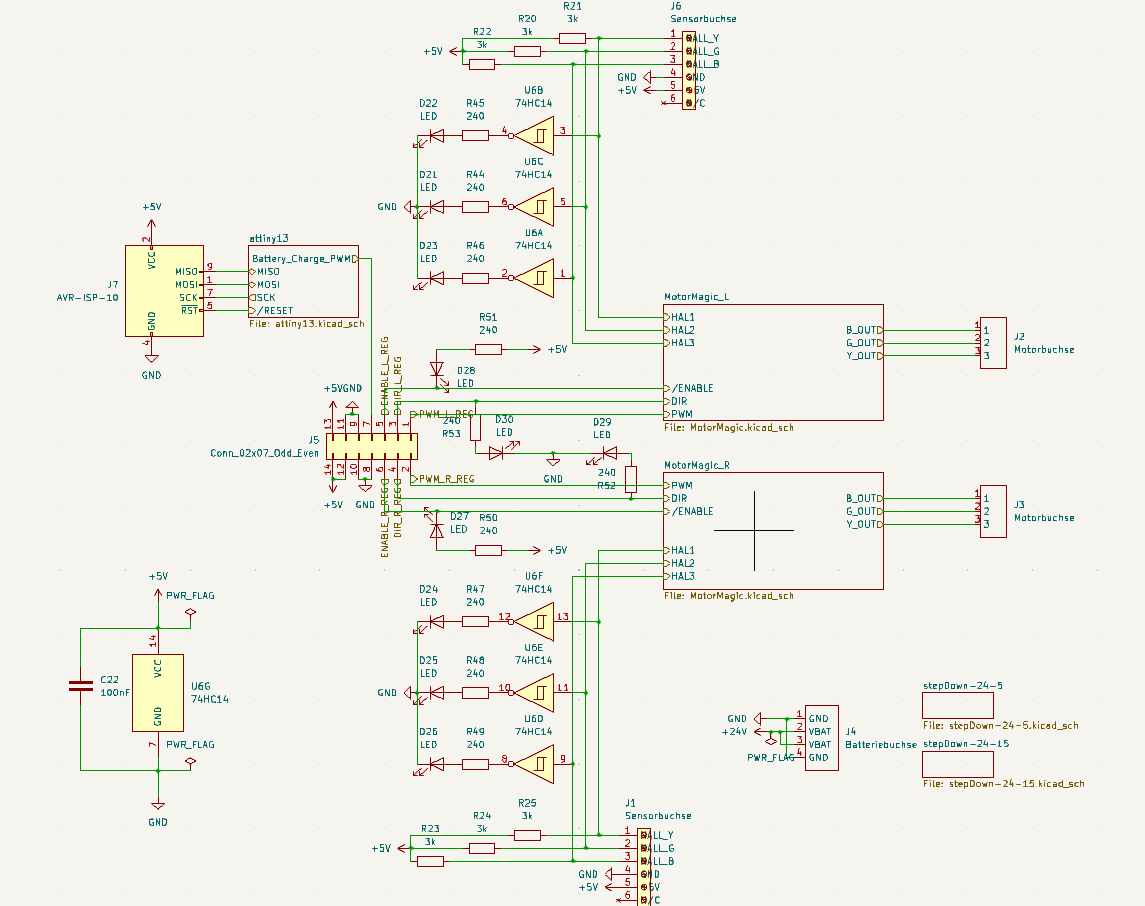 R21
3k
J6
Sensorbuchse
R20
3k
R22
3k
+5V
1 HALL_Y
2 HALL_G
3 HALL_B
GND 4 GND
+5V 5 +5V
6 N/C
D22
LED
R45
240
U6B
74HC14
4
3
D21
LED
R44
240
U6C
74HC14
GND
6
5
D23
LED
R46
240
U6A
74HC14
2
1
+5V
2
VCC
J7
AVR-ISP-10
MISO 9
MOSI 1
SCK 7
RST 5
GND
4
GND
attiny13
Battery_Charge_PWM
MISO
MOSI
SCK
/RESET
File: attiny13.kicad_sch
MotorMagic_L
HAL1
HAL2
HAL3
/ENABLE
DIR
PWM
B_OUT
G_OUT
Y_OUT
File: MotorMagic.kicad_sch
1 1
2 2
3 3
J2
Motorbuchse
R51
240
+5V
D28
LED
ENABLE_L_REG
DIR_L_REG
PWM_L_REG
+5V
GND
13
11
9
7
5
3
1
J5
Conn_02x07_Odd_Even
14
12
10
8
6
4
2
+5V
GND
240
R53
D30
LED
GND
D29
LED
240
R52
PWM_R_REG
ENABLE_R_REG
DIR_R_REG
MotorMagic_R
PWM
DIR
/ENABLE
HAL1
HAL2
HAL3
B_OUT
G_OUT
Y_OUT
File: MotorMagic.kicad_sch
1 1
2 2
3 3
J3
Motorbuchse
D27
LED
R50
240
+5V
+5V
PWR_FLAG
14
VCC
C22
100nF
U6G
74HC14
GND
7
PWR_FLAG
GND
D24
LED
R47
240
U6F
74HC14
12
13
D25
LED
R48
240
U6E
74HC14
GND
10
11
D26
LED
R49
240
U6D
74HC14
8
9
GND
+24V
PWR_FLAG
1 GND
2 VBAT
3 VBAT
4 GND
J4
Batteriebuchse
stepDown-24-5
File: stepDown-24-5.kicad_sch
stepDown-24-15
File: stepDown-24-15.kicad_sch
R25
3k
R24
3k
R23
3k
+5V
J1
Sensorbuchse
1 HALL_Y
2 HALL_G
3 HALL_B
GND 4 GND
+5V 5 +5V
6 N/C